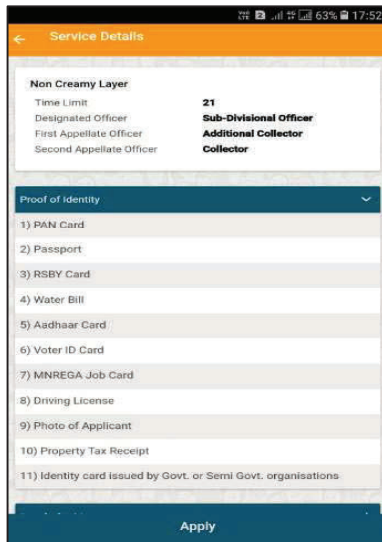 63% 17:52
Service Details
Non Creamy Layer
Time Limit 21
Designated Officer Sub-Divisional Officer
First Appellate Officer Additional Collector
Second Appellate Officer Collector
Proof of Identity
1) PAN Card
2) Passport
3) RSBY Card
4) Water Bill
5) Aadhaar Card
6) Voter ID Card
7) MNREGA Job Card
8) Driving License
9) Photo of Applicant
10) Property Tax Receipt
11) Identity card issued by Govt. or Semi Govt. organisations
Apply